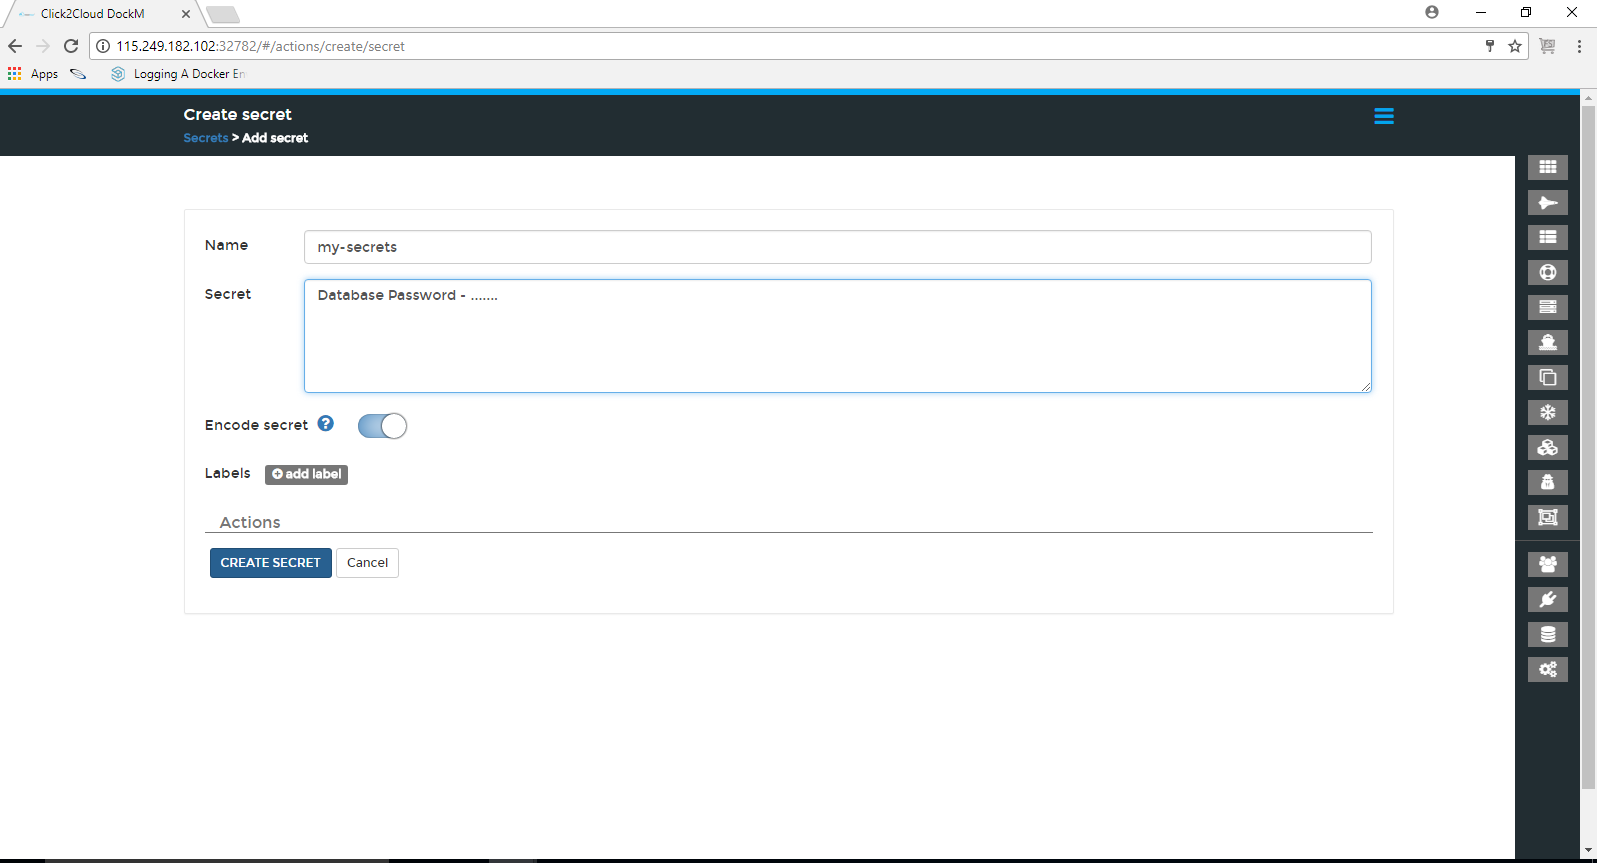 Click2Cloud DockM
115.249.182.102:32782/#/actions/create/secret
Apps
Logging A Docker En
Create secret
Secrets > Add secret
Name
my-secrets
Secret
Database Password - .......
Encode secret ?
Labels
add label
Actions
CREATE SECRET
Cancel